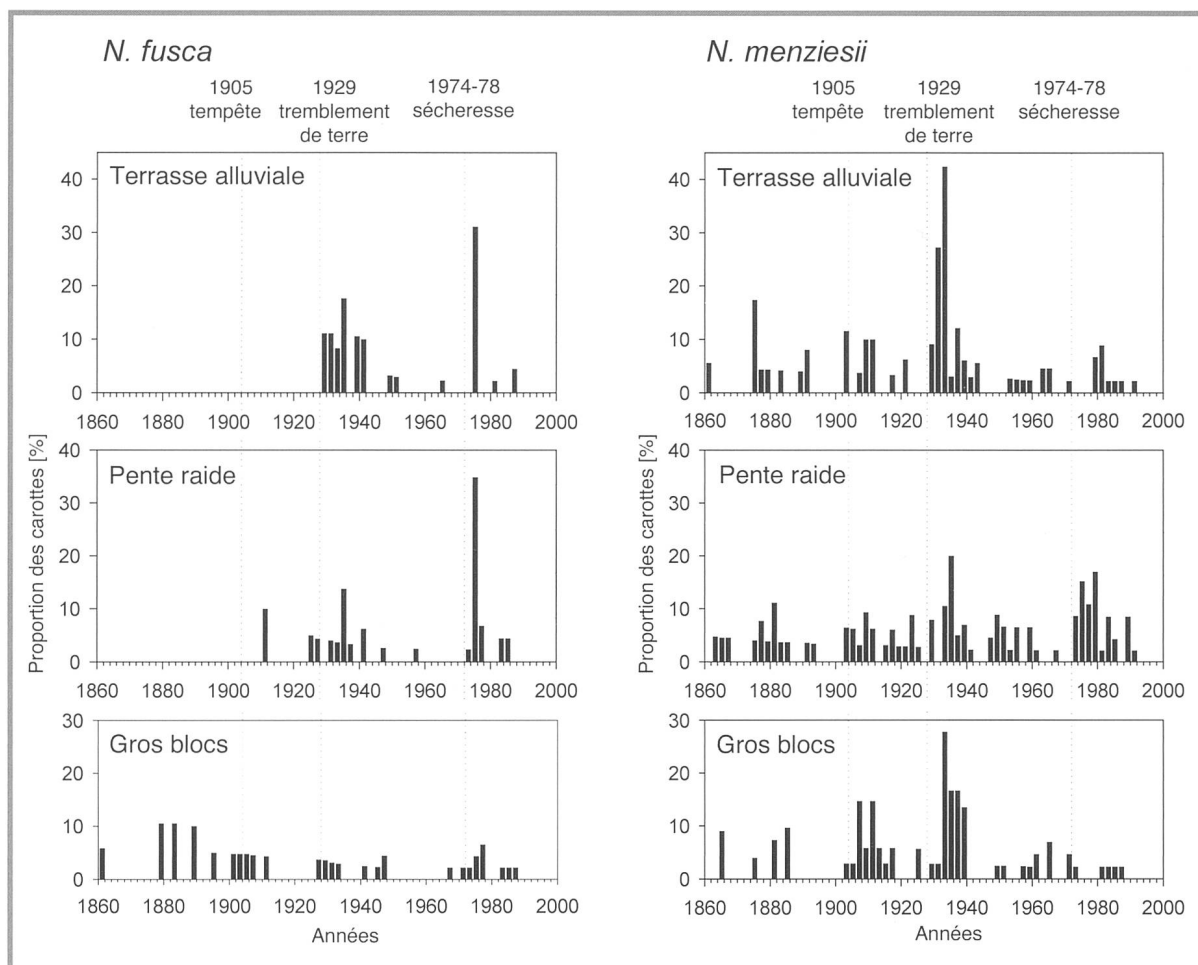 N. fusca
1905
tempête
1929
tremblement
de terre
1974-78
sécheresse
Terrasse alluviale
40
30
20
10
0
1860 1880 1900 1920 1940 1960 1980 2000
Pente raide
40
30
20
10
0
1860 1880 1900 1920 1940 1960 1980 2000
Gros blocs
30
20
10
0
1860 1880 1900 1920 1940 1960 1980 2000
Proportion des carottes [%]
Années
N. menziesii
1905
tempête
1929
tremblement
de terre
1974-78
sécheresse
Terrasse alluviale
40
30
20
10
0
1860 1880 1900 1920 1940 1960 1980 2000
Pente raide
40
30
20
10
0
1860 1880 1900 1920 1940 1960 1980 2000
Gros blocs
30
20
10
0
1860 1880 1900 1920 1940 1960 1980 2000
Proportion des carottes [%]
Années